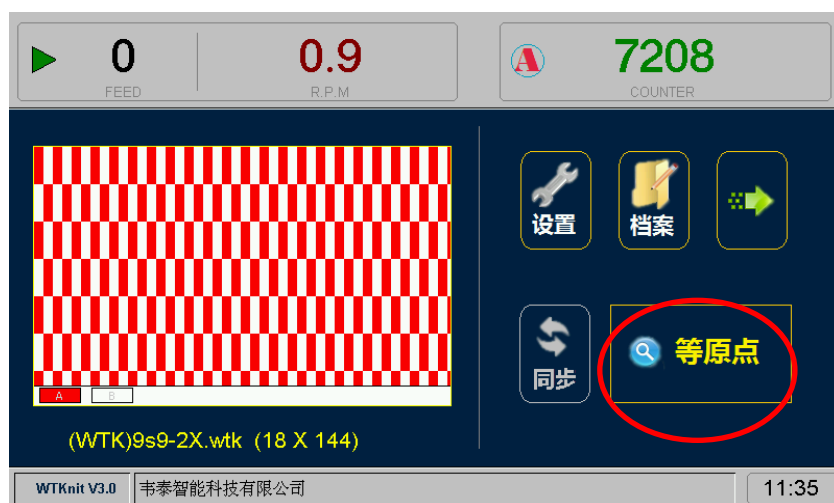 0
FEED
0.9
R.P.M
A
7208
COUNTER
设置
档案
同步
等原点
A
B
(WTK)9s9-2X.wtk (18 X 144)
WTKnit V3.0
韦泰智能科技有限公司
11:35